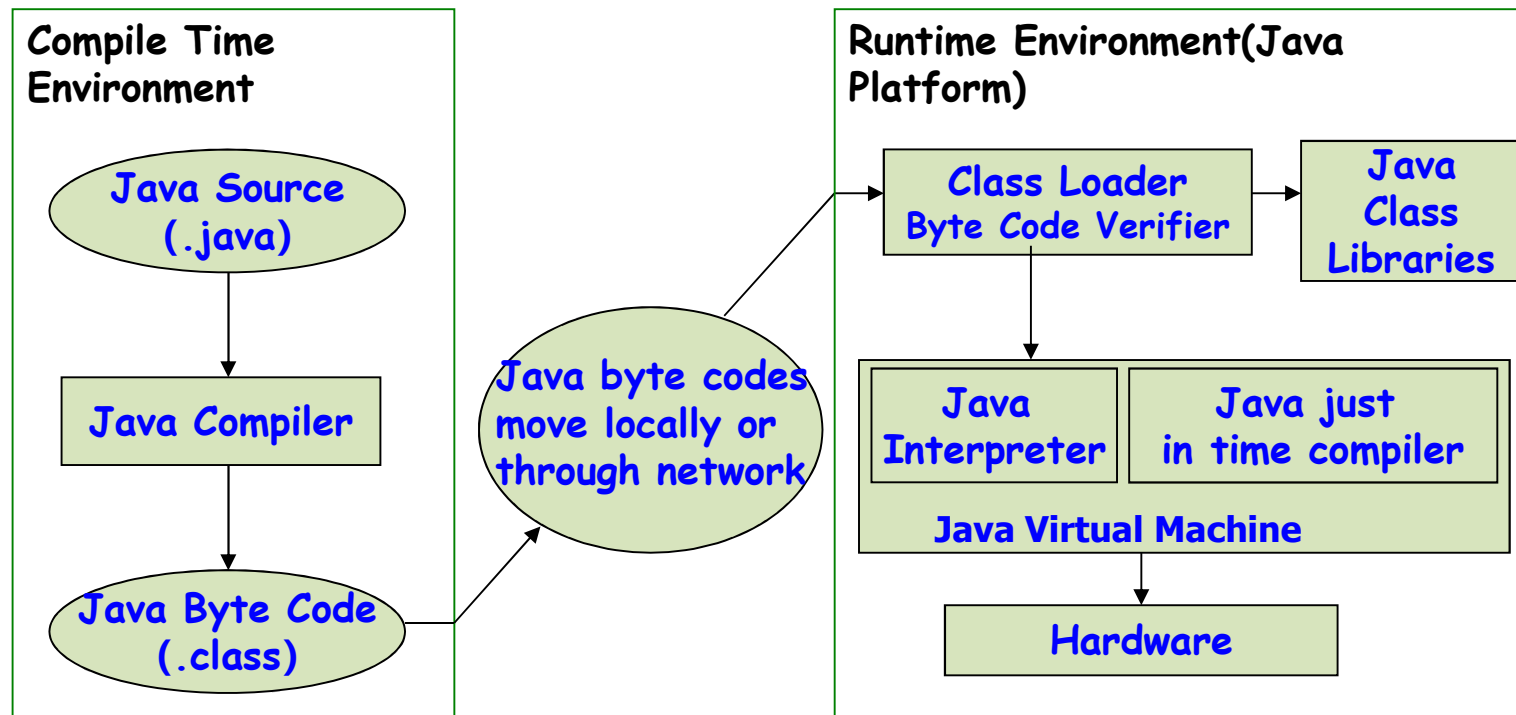 Compile Time
Environment
Java Source
(.java)
Java Compiler
Java Byte Code
(.class)
Java byte codes
move locally or
through network
Runtime Environment(Java
Platform)
Class Loader
Byte Code Verifier
Java
Class
Libraries
Java
Interpreter
Java just
in time compiler
Java Virtual Machine
Hardware